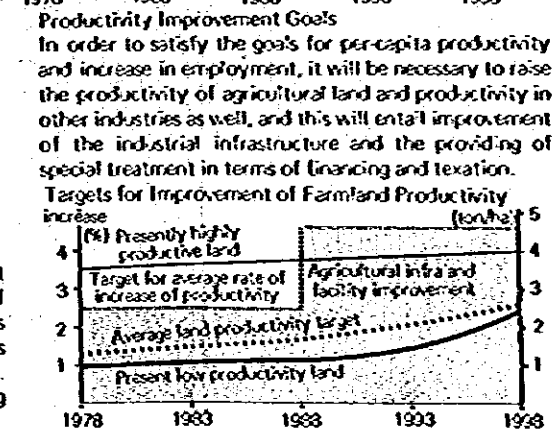 Productivity Improvement Goals
In order to satisfy the goals for per-capita productivity
and increase in employment, it will be necessary to raise
the productivity of agricultural land and productivity in
other industries as well, and this will entail improvement
of the industrial infrastructure and the providing of
special treatment in terms of financing and texation.
Targets for Improvement of Farmland Productivity
increase
(%)
(ton/ha)
5
4
3
2
1
4
3
2
1
Presently highly
productive land
Target for average rate of
increase of productivity
Agricultural infra and
facility improvement
Average land productivity target
Present low productivity land
1978 1983 1983 1993 1993